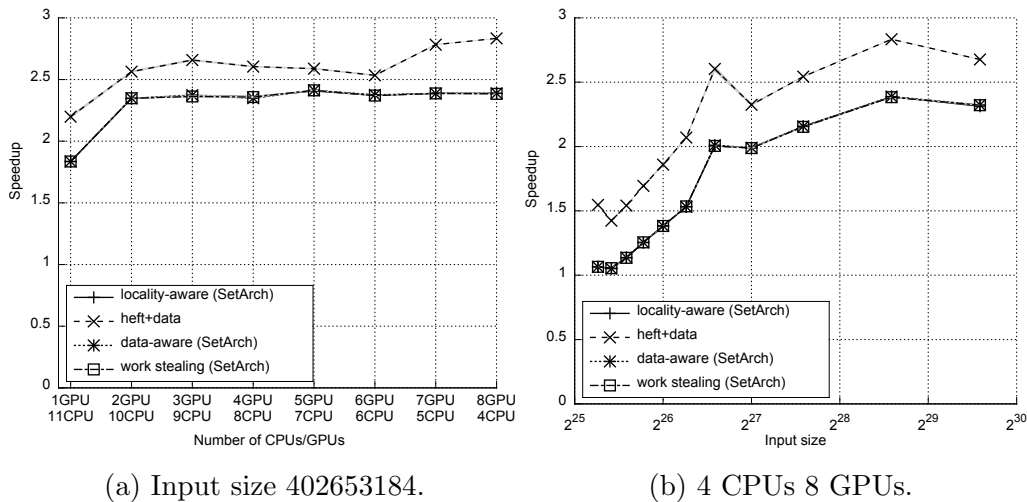 3
2.5
2
1.5
1
0.5
0
Speedup
locality-aware (SetArch)
heft+data
data-aware (SetArch)
work stealing (SetArch)
1GPU 2GPU 3GPU 4GPU 5GPU 6GPU 7GPU 8GPU
11CPU 10CPU 9CPU 8CPU 7CPU 6CPU 5CPU 4CPU
Number of CPUs/GPUs
(a) Input size 402653184.
3
2.5
2
1.5
1
0.5
0
Speedup
locality-aware (SetArch)
heft+data
data-aware (SetArch)
work stealing (SetArch)
2^25 2^26 2^27 2^28 2^29 2^30
Input size
(b) 4 CPUs 8 GPUs.